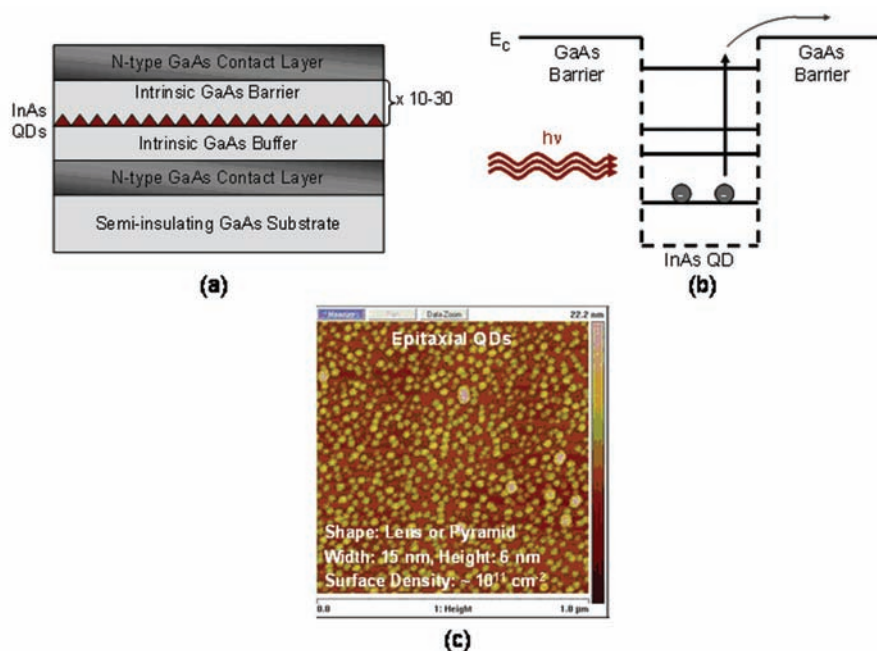 N-type GaAs Contact Layer
Intrinsic GaAs Barrier
x 10-30
InAs
QDs
Intrinsic GaAs Buffer
N-type GaAs Contact Layer
Semi-insulating GaAs Substrate
(a)
Ec
GaAs
Barrier
GaAs
Barrier
hν
- -
InAs QD
(b)
Data Zoom
22.2 nm
Epitaxial QDs
Shape: Lens or Pyramid
Width: 15 nm, Height: 6 nm
Surface Density: ~ 10¹¹ cm⁻²
0.0
1: Height
1.0 µm
(c)